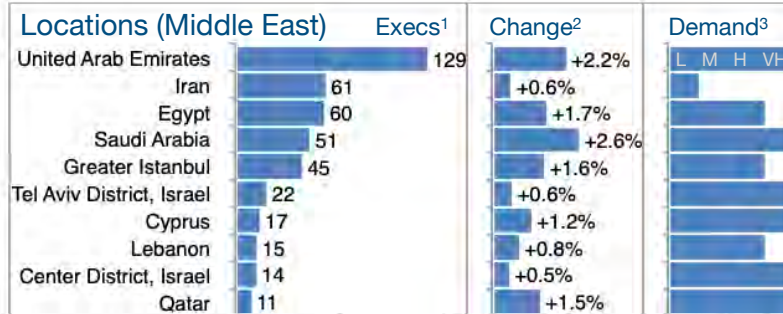 Locations (Middle East) Execs¹ Change² Demand³
United Arab Emirates 129 +2.2% L M H VH
Iran 61 +0.6%
Egypt 60 +1.7%
Saudi Arabia 51 +2.6%
Greater Istanbul 45 +1.6%
Tel Aviv District, Israel 22 +0.6%
Cyprus 17 +1.2%
Lebanon 15 +0.8%
Center District, Israel 14 +0.5%
Qatar 11 +1.5%